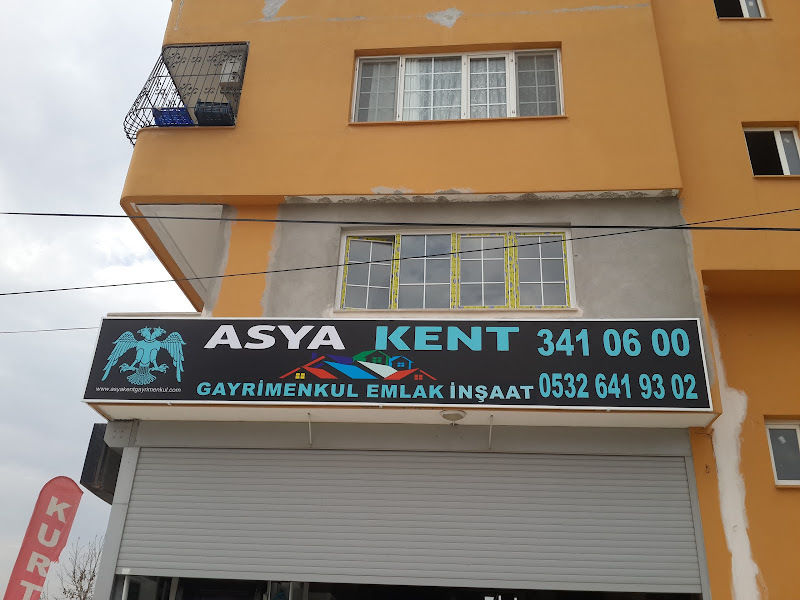 ASYA KENT 341 06 00
GAYRİMENKUL EMLAK İNŞAAT 0532 641 93 02
www.asyakentgayrimenkul.com
KURT